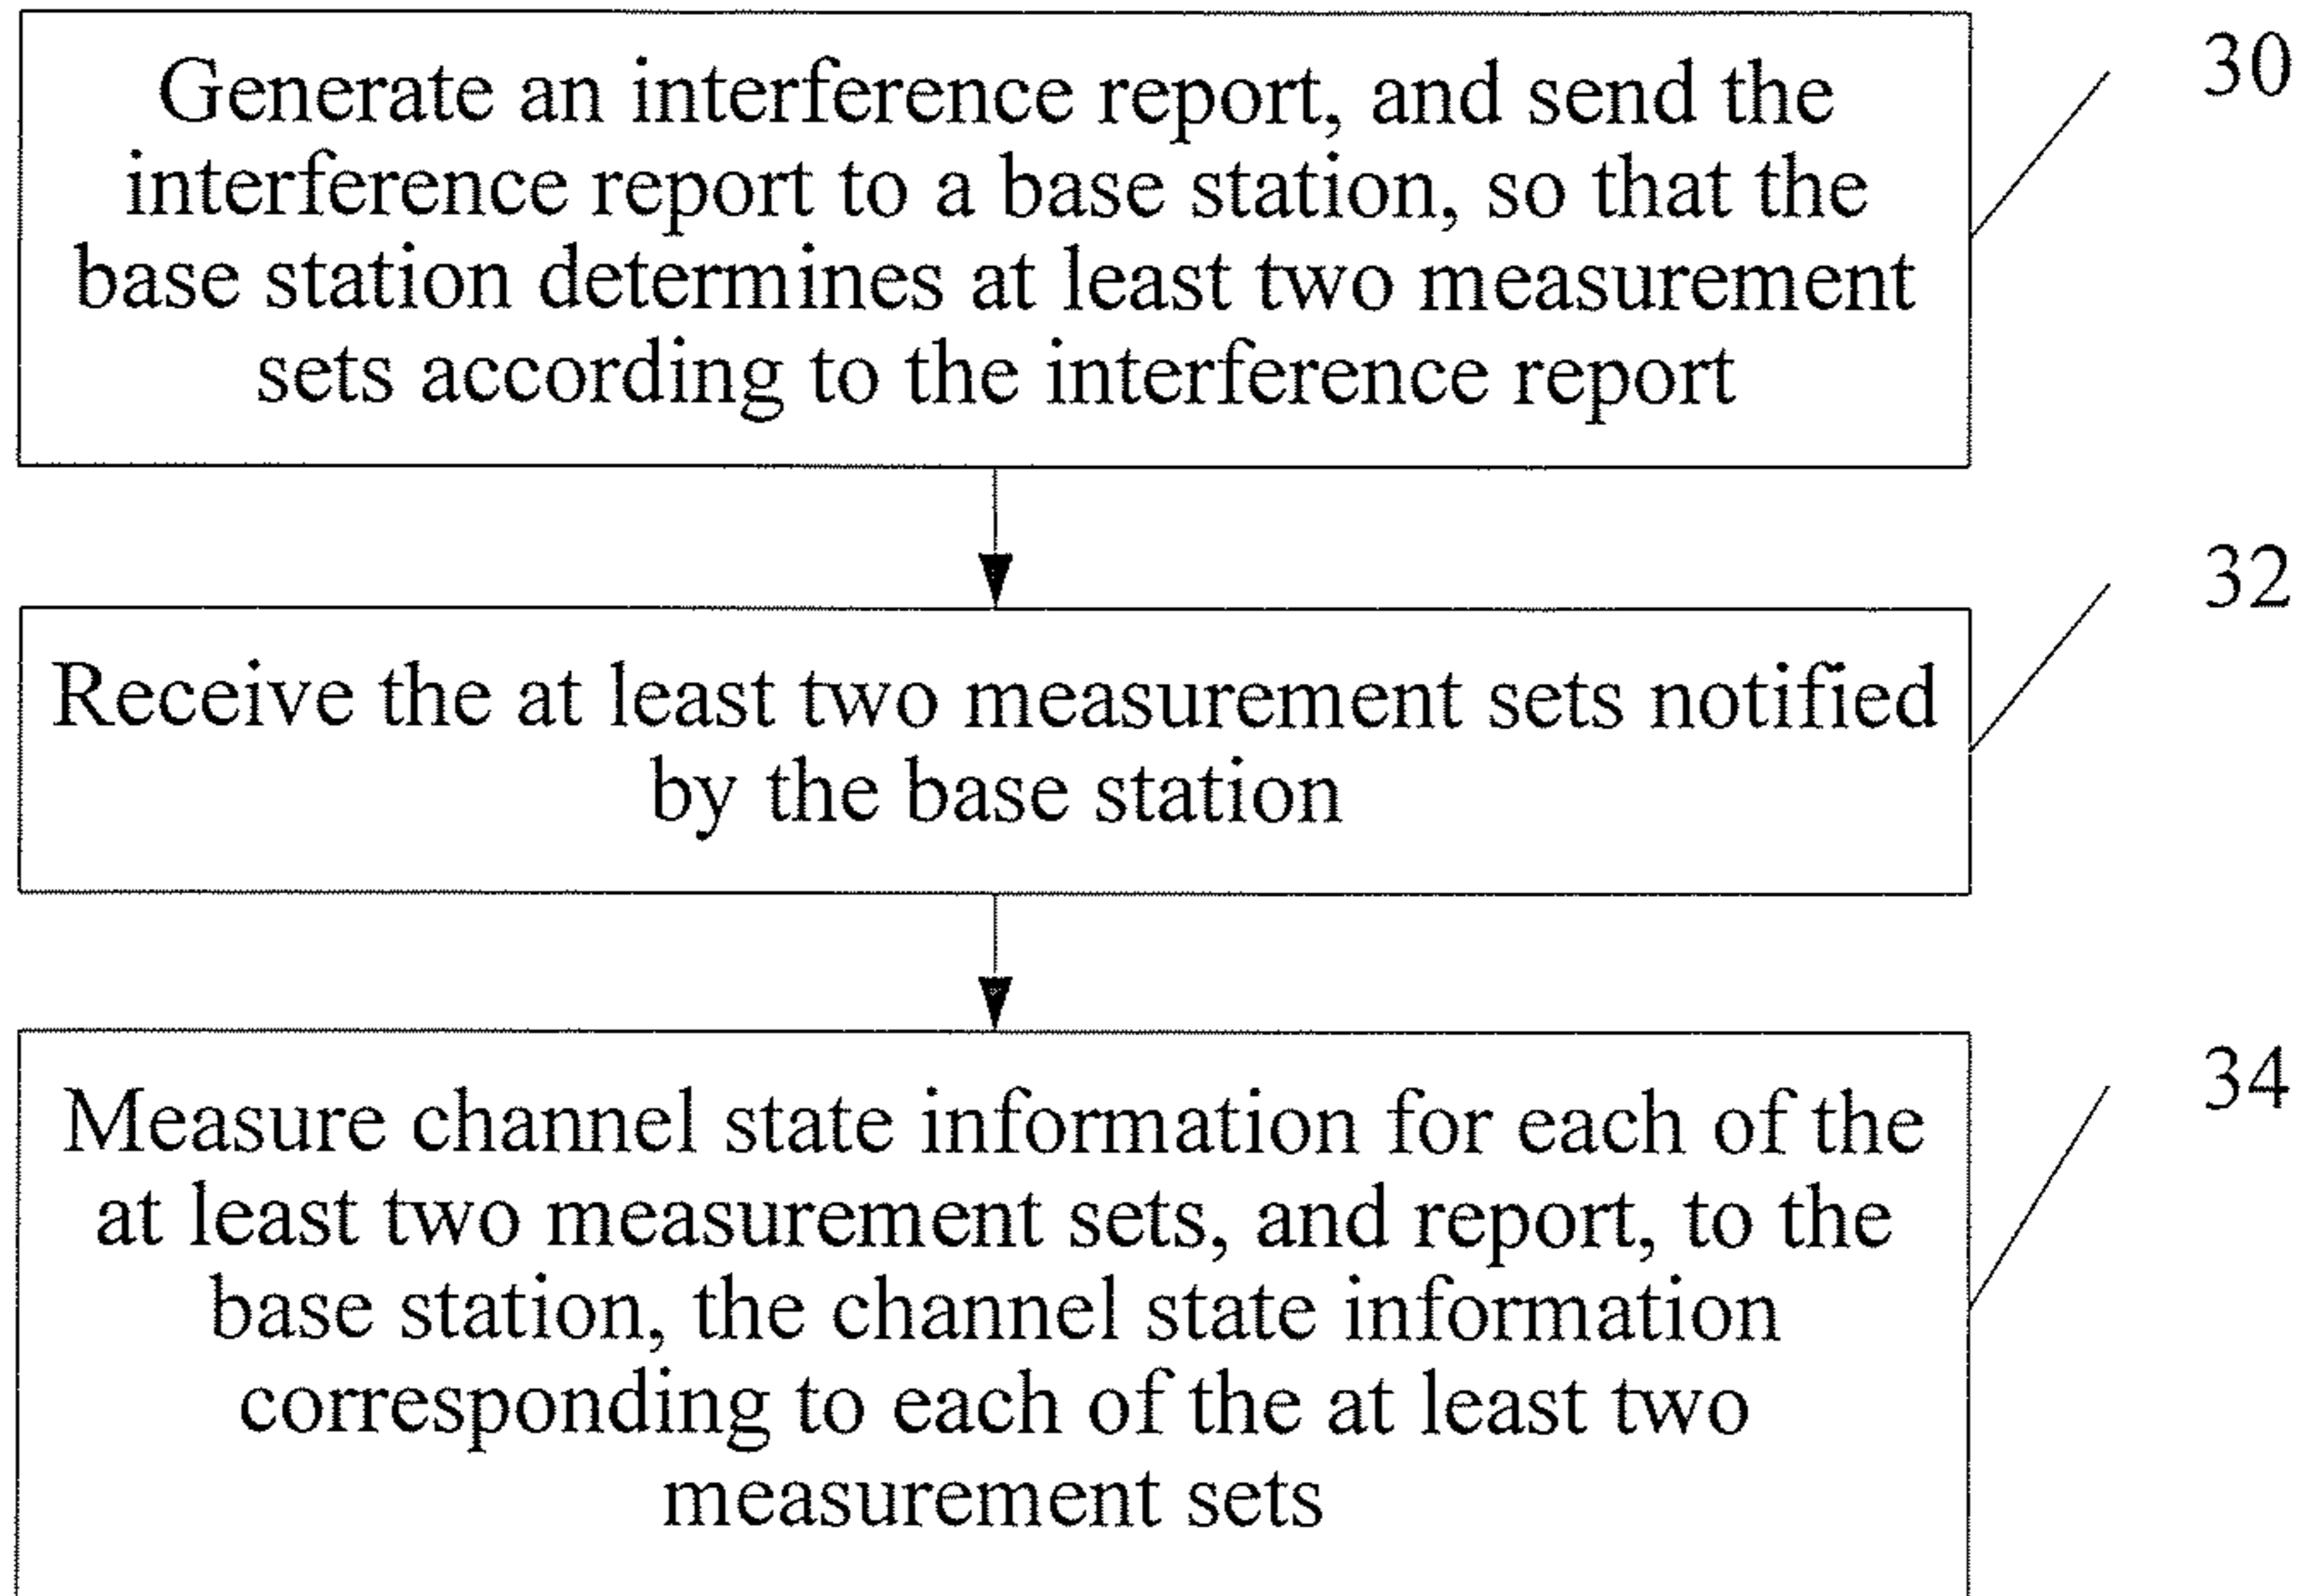 Generate an interference report, and send the
interference report to a base station, so that the
base station determines at least two measurement
sets according to the interference report
30
Receive the at least two measurement sets notified
by the base station
32
Measure channel state information for each of the
at least two measurement sets, and report, to the
base station, the channel state information
corresponding to each of the at least two
measurement sets
34